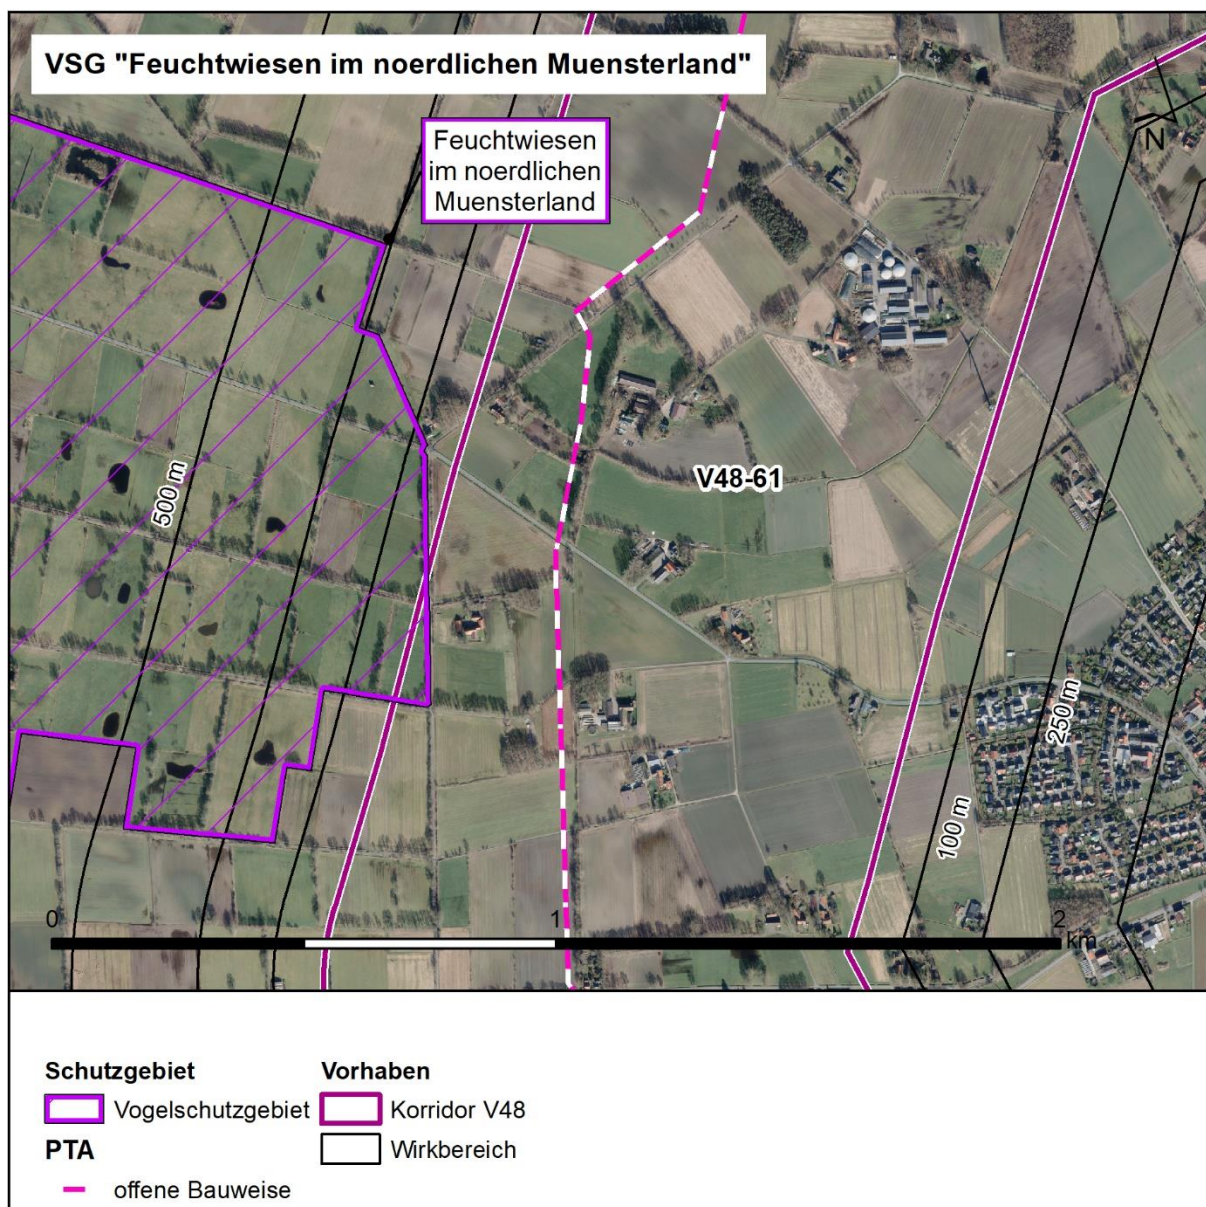 VSG "Feuchtwiesen im noerdlichen Muensterland"
Feuchtwiesen
im noerdlichen
Muensterland
N
V48-61
500 m
250 m
100 m
0 1 2
km
Schutzgebiet
Vogelschutzgebiet
PTA
offene Bauweise
Vorhaben
Korridor V48
Wirkbereich